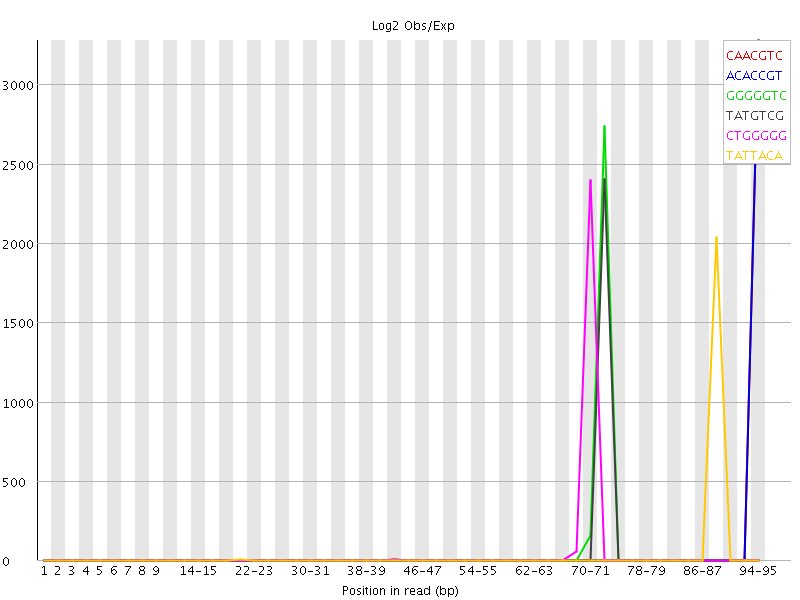 Log2 Obs/Exp
3000
2500
2000
1500
1000
500
0
CAACGTC
ACACCGT
GGGGGTC
TATGTCG
CTGGGGG
TATTACA
1 2 3 4 5 6 7 8 9 14-15 22-23 30-31 38-39 46-47 54-55 62-63 70-71 78-79 86-87 94-95
Position in read (bp)